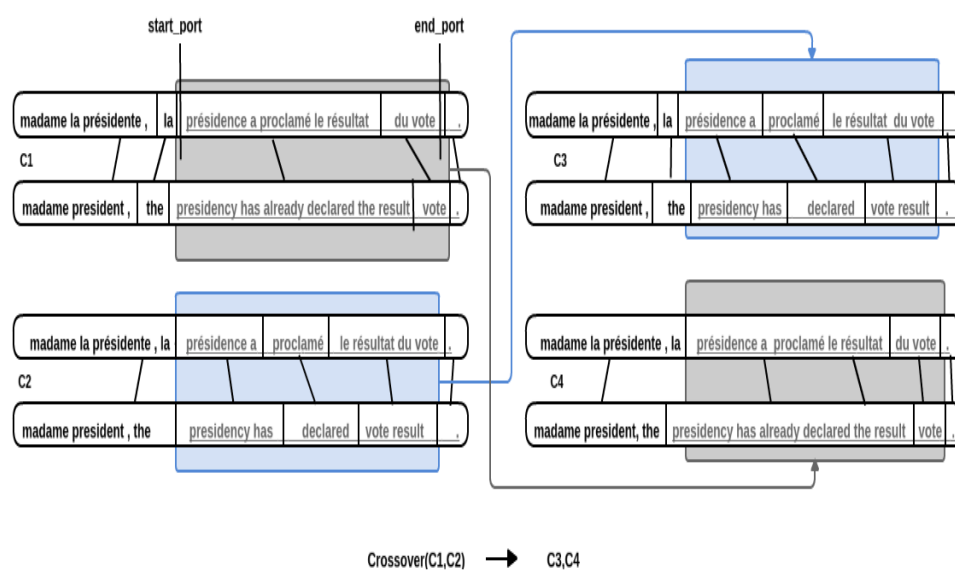 start_port end_port
madame la présidente , la présidence a proclamé le résultat du vote .
C1
madame president , the presidency has already declared the result vote .
madame la présidente , la présidence a proclamé le résultat du vote .
C2
madame president , the presidency has declared vote result .
madame la présidente , la présidence a proclamé le résultat du vote .
C3
madame president , the presidency has declared vote result .
madame la présidente , la présidence a proclamé le résultat du vote .
C4
madame president, the presidency has already declared the result vote .
Crossover(C1,C2) → C3,C4